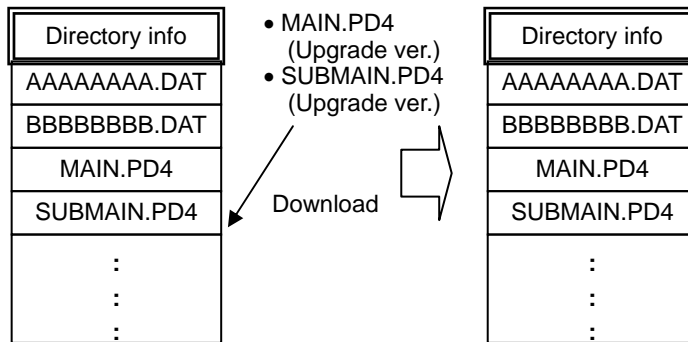 Directory info
AAAAAAAA.DAT
BBBBBBBB.DAT
MAIN.PD4
SUBMAIN.PD4
:
:
:
• MAIN.PD4
(Upgrade ver.)
• SUBMAIN.PD4
(Upgrade ver.)
Download
Directory info
AAAAAAAA.DAT
BBBBBBBB.DAT
MAIN.PD4
SUBMAIN.PD4
:
:
: